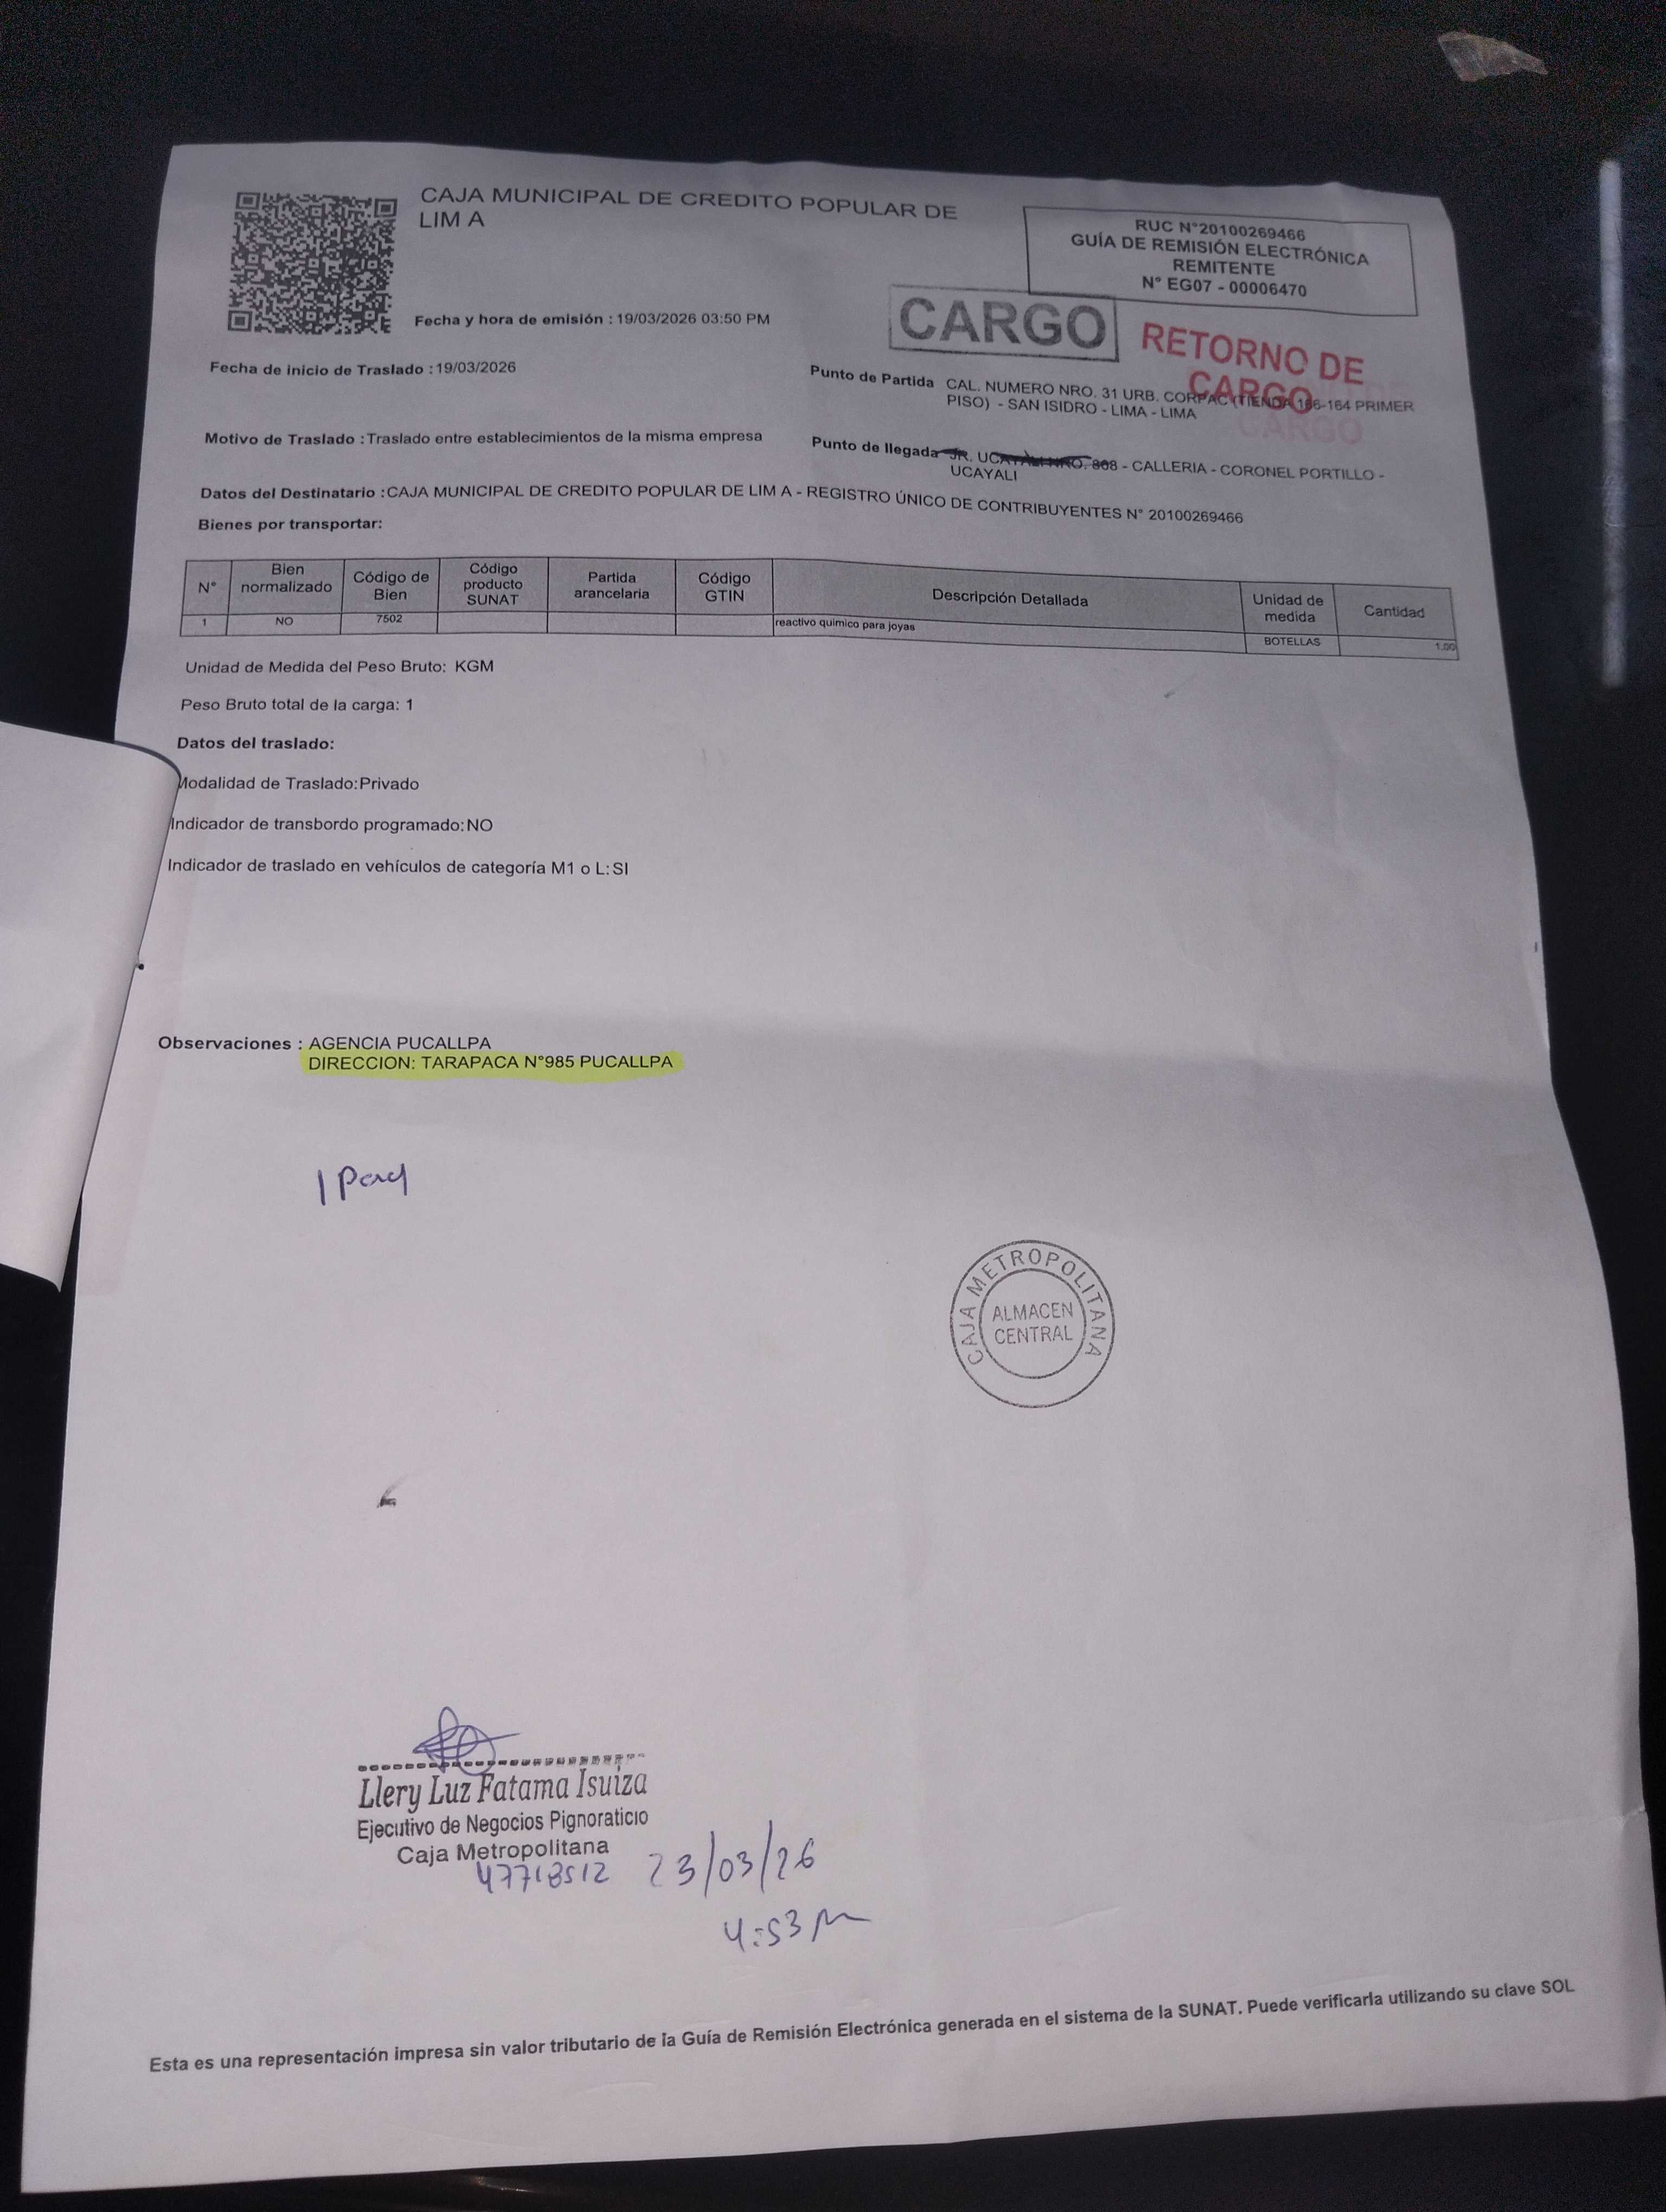 CAJA MUNICIPAL DE CREDITO POPULAR DE
LIM A
RUC N°20100269466
GUÍA DE REMISIÓN ELECTRÓNICA
REMITENTE
N° EG07 - 00006470
Fecha y hora de emisión : 19/03/2026 03:50 PM
CARGO
RETORNO DE
CARGO
CARGO
Fecha de inicio de Traslado : 19/03/2026
Punto de Partida CAL. NUMERO NRO. 31 URB. CORPAC (TIENDA 166-164 PRIMER
PISO) - SAN ISIDRO - LIMA - LIMA
Motivo de Traslado : Traslado entre establecimientos de la misma empresa
Punto de llegada JR. UCAYALI NRO. 868 - CALLERIA - CORONEL PORTILLO -
UCAYALI
Datos del Destinatario : CAJA MUNICIPAL DE CREDITO POPULAR DE LIM A - REGISTRO ÚNICO DE CONTRIBUYENTES N° 20100269466
Bienes por transportar:
N° Bien normalizado Código de Bien Código producto SUNAT Partida arancelaria Código GTIN Descripción Detallada Unidad de medida Cantidad
1 NO 7502 reactivo quimico para joyas BOTELLAS 1.00
Unidad de Medida del Peso Bruto: KGM
Peso Bruto total de la carga: 1
Datos del traslado:
Modalidad de Traslado: Privado
Indicador de transbordo programado: NO
Indicador de traslado en vehículos de categoría M1 o L: SI
Observaciones : AGENCIA PUCALLPA
DIRECCION: TARAPACA N°985 PUCALLPA
CAJA METROPOLITANA
ALMACEN
CENTRAL
Llery Luz Fatama Isuiza
Ejecutivo de Negocios Pignoraticio
Caja Metropolitana
47718512 23/03/26
4:53
Esta es una representación impresa sin valor tributario de la Guía de Remisión Electrónica generada en el sistema de la SUNAT. Puede verificarla utilizando su clave SOL